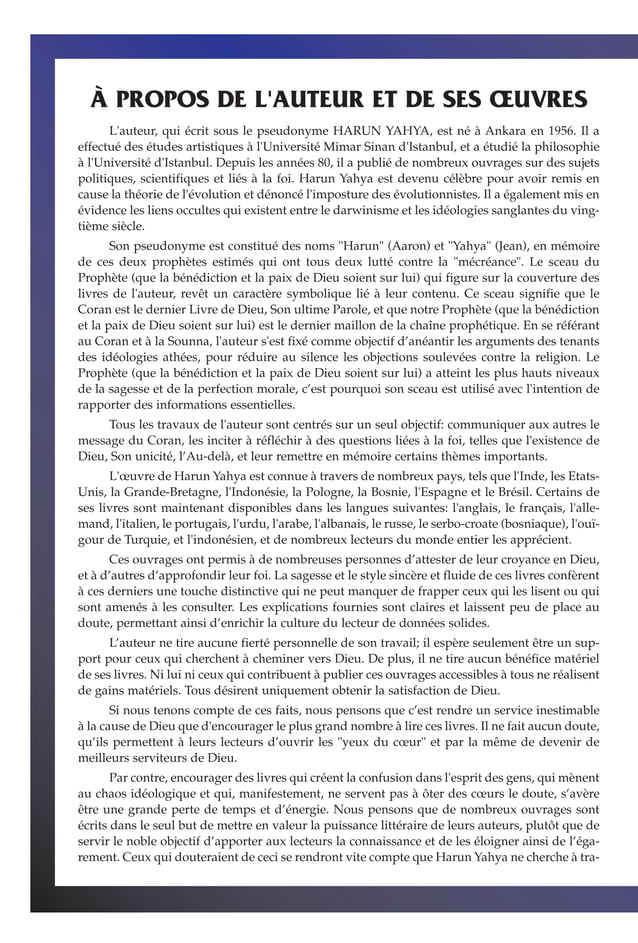 À PROPOS DE L'AUTEUR ET DE SES ŒUVRES
L'auteur, qui écrit sous le pseudonyme HARUN YAHYA, est né à Ankara en 1956. Il a
effectué des études artistiques à l'Université Mimar Sinan d'Istanbul, et a étudié la philosophie
à l'Université d'Istanbul. Depuis les années 80, il a publié de nombreux ouvrages sur des sujets
politiques, scientifiques et liés à la foi. Harun Yahya est devenu célèbre pour avoir remis en
cause la théorie de l'évolution et dénoncé l'imposture des évolutionnistes. Il a également mis en
évidence les liens occultes qui existent entre le darwinisme et les idéologies sanglantes du ving-
tième siècle.
Son pseudonyme est constitué des noms "Harun" (Aaron) et "Yahya" (Jean), en mémoire
de ces deux prophètes estimés qui ont tous deux lutté contre la "mécréance". Le sceau du
Prophète (que la bénédiction et la paix de Dieu soient sur lui) qui figure sur la couverture des
livres de l'auteur, revêt un caractère symbolique lié à leur contenu. Ce sceau signifie que le
Coran est le dernier Livre de Dieu, Son ultime Parole, et que notre Prophète (que la bénédiction
et la paix de Dieu soient sur lui) est le dernier maillon de la chaîne prophétique. En se référant
au Coran et à la Sounna, l'auteur s'est fixé comme objectif d’anéantir les arguments des tenants
des idéologies athées, pour réduire au silence les objections soulevées contre la religion. Le
Prophète (que la bénédiction et la paix de Dieu soient sur lui) a atteint les plus hauts niveaux
de la sagesse et de la perfection morale, c’est pourquoi son sceau est utilisé avec l'intention de
rapporter des informations essentielles.
Tous les travaux de l'auteur sont centrés sur un seul objectif: communiquer aux autres le
message du Coran, les inciter à réfléchir à des questions liées à la foi, telles que l'existence de
Dieu, Son unicité, l’Au-delà, et leur remettre en mémoire certains thèmes importants.
L'œuvre de Harun Yahya est connue à travers de nombreux pays, tels que l'Inde, les Etats-
Unis, la Grande-Bretagne, l'Indonésie, la Pologne, la Bosnie, l'Espagne et le Brésil. Certains de
ses livres sont maintenant disponibles dans les langues suivantes: l'anglais, le français, l'alle-
mand, l'italien, le portugais, l'urdu, l'arabe, l'albanais, le russe, le serbo-croate (bosniaque), l'ouï-
gour de Turquie, et l'indonésien, et de nombreux lecteurs du monde entier les apprécient.
Ces ouvrages ont permis à de nombreuses personnes d’attester de leur croyance en Dieu,
et à d’autres d’approfondir leur foi. La sagesse et le style sincère et fluide de ces livres confèrent
à ces derniers une touche distinctive qui ne peut manquer de frapper ceux qui les lisent ou qui
sont amenés à les consulter. Les explications fournies sont claires et laissent peu de place au
doute, permettant ainsi d’enrichir la culture du lecteur de données solides.
L’auteur ne tire aucune fierté personnelle de son travail; il espère seulement être un sup-
port pour ceux qui cherchent à cheminer vers Dieu. De plus, il ne tire aucun bénéfice matériel
de ses livres. Ni lui ni ceux qui contribuent à publier ces ouvrages accessibles à tous ne réalisent
de gains matériels. Tous désirent uniquement obtenir la satisfaction de Dieu.
Si nous tenons compte de ces faits, nous pensons que c’est rendre un service inestimable
à la cause de Dieu que d'encourager le plus grand nombre à lire ces livres. Il ne fait aucun doute,
qu’ils permettent à leurs lecteurs d’ouvrir les "yeux du cœur" et par la même de devenir de
meilleurs serviteurs de Dieu.
Par contre, encourager des livres qui créent la confusion dans l'esprit des gens, qui mènent
au chaos idéologique et qui, manifestement, ne servent pas à ôter des cœurs le doute, s’avère
être une grande perte de temps et d’énergie. Nous pensons que de nombreux ouvrages sont
écrits dans le seul but de mettre en valeur la puissance littéraire de leurs auteurs, plutôt que de
servir le noble objectif d’apporter aux lecteurs la connaissance et de les éloigner ainsi de l’éga-
rement. Ceux qui douteraient de ceci se rendront vite compte que Harun Yahya ne cherche à tra-